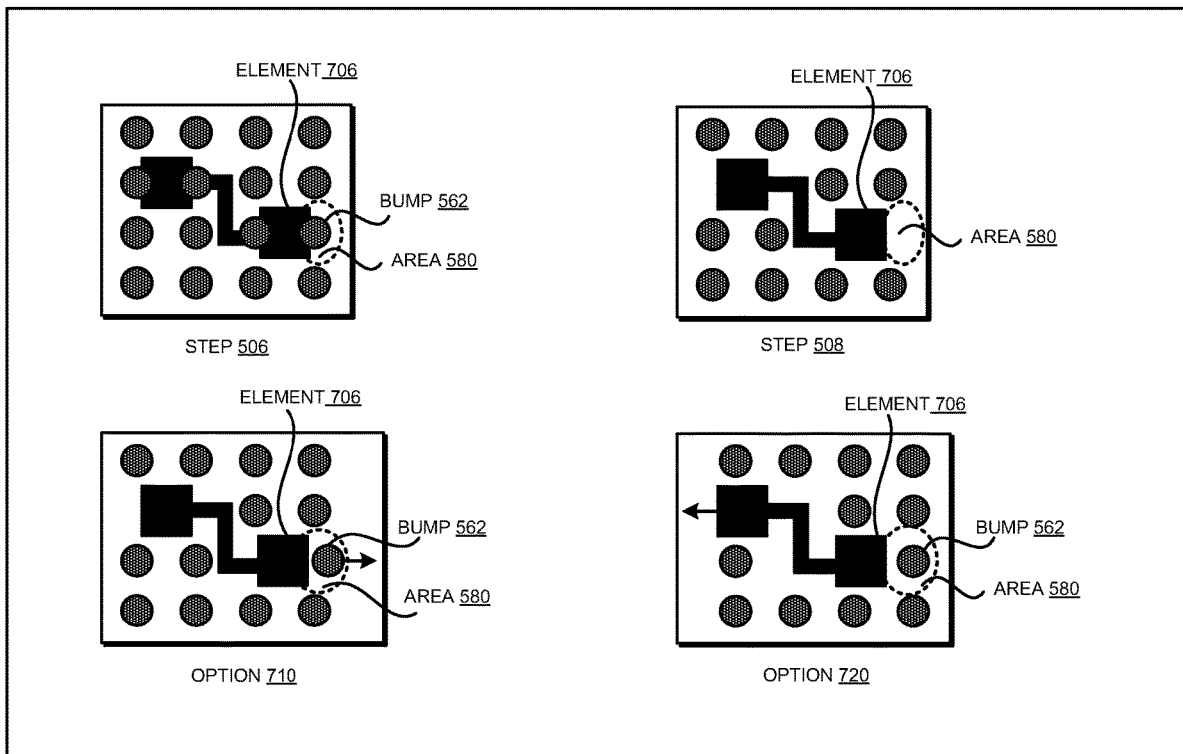 ELEMENT 706
BUMP 562
AREA 580
STEP 506
ELEMENT 706
AREA 580
STEP 508
ELEMENT 706
BUMP 562
AREA 580
OPTION 710
ELEMENT 706
BUMP 562
AREA 580
OPTION 720